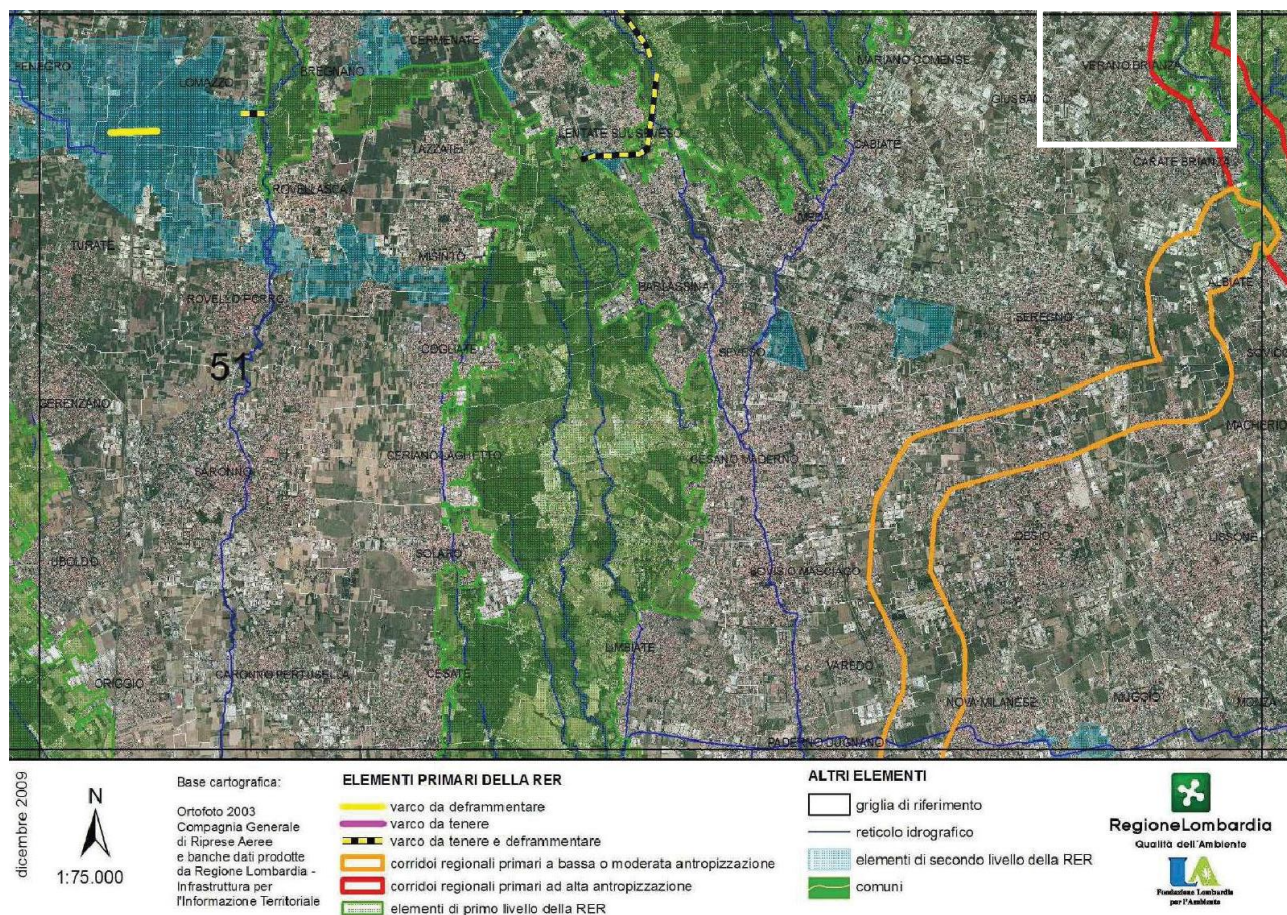 CERMENATE
PENEGRO
LOMAZZO
BREGNANO
MARIANO COMENSE
VERANO BRIANZA
GIUSSANO
LENTATE SUL SEVESO
LAZZATE
CABIATE
CARATE BRIANZA
ROVELLASCA
MEDA
TURATE
MISINTO
BARLASSINA
ALBIATE
ROVELLO PORRO
SEREGNO
COGLIATE
SEVESO
51
GERENZANO
MACHERIO
CERIANO LAGHETTO
CESANO MADERNO
SARONNO
DESIO
LISSONE
UBOLDO
SOLARO
BOVISIO MASCIAGO
LIMBIATE
VAREDO
ORIGGIO
CARONNO PERTUSELLA
CESATE
NOVA MILANESE
MUGGIO'
MONZA
PADERNO DUGNANO
dicembre 2009
N
1:75.000
Base cartografica:
Ortofoto 2003
Compagnia Generale
di Riprese Aeree
e banche dati prodotte
da Regione Lombardia -
Infrastruttura per
l'Informazione Territoriale
ELEMENTI PRIMARI DELLA RER
varco da deframmentare
varco da tenere
varco da tenere e deframmentare
corridoi regionali primari a bassa o moderata antropizzazione
corridoi regionali primari ad alta antropizzazione
elementi di primo livello della RER
ALTRI ELEMENTI
griglia di riferimento
reticolo idrografico
elementi di secondo livello della RER
comuni
RegioneLombardia
Qualità dell'Ambiente
Fondazione Lombardia
per l'Ambiente